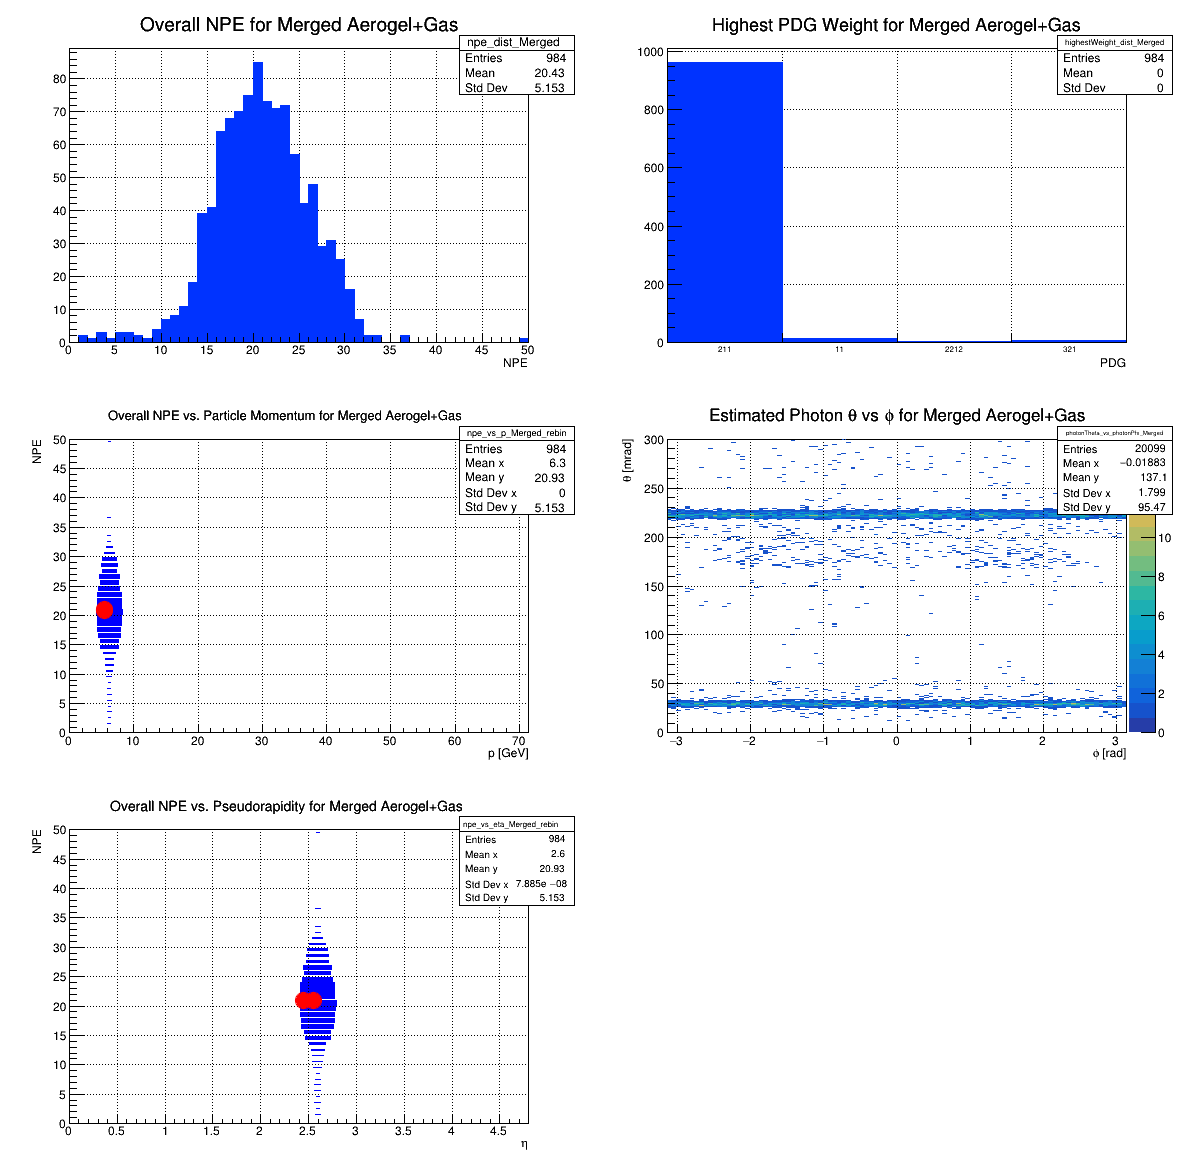 Overall NPE for Merged Aerogel+Gas
npe_dist_Merged
Entries 984
Mean 20.43
Std Dev 5.153
80
70
60
50
40
30
20
10
0
0 5 10 15 20 25 30 35 40 45 50
NPE
Highest PDG Weight for Merged Aerogel+Gas
highestWeight_dist_Merged
Entries 984
Mean 0
Std Dev 0
1000
800
600
400
200
0
211 11 2212 321
PDG
Overall NPE vs. Particle Momentum for Merged Aerogel+Gas
npe_vs_p_Merged_rebin
Entries 984
Mean x 6.3
Mean y 20.93
Std Dev x 0
Std Dev y 5.153
NPE
50
45
40
35
30
25
20
15
10
5
0
0 10 20 30 40 50 60 70
p [GeV]
Estimated Photon θ vs ϕ for Merged Aerogel+Gas
photonTheta_vs_photonPhi_Merged
Entries 20099
Mean x −0.01883
Mean y 137.1
Std Dev x 1.799
Std Dev y 95.47
θ [mrad]
300
250
200
150
100
50
0
−3 −2 −1 0 1 2 3
ϕ [rad]
10
8
6
4
2
0
Overall NPE vs. Pseudorapidity for Merged Aerogel+Gas
npe_vs_eta_Merged_rebin
Entries 984
Mean x 2.6
Mean y 20.93
Std Dev x 7.885e −08
Std Dev y 5.153
NPE
50
45
40
35
30
25
20
15
10
5
0
0 0.5 1 1.5 2 2.5 3 3.5 4 4.5
η